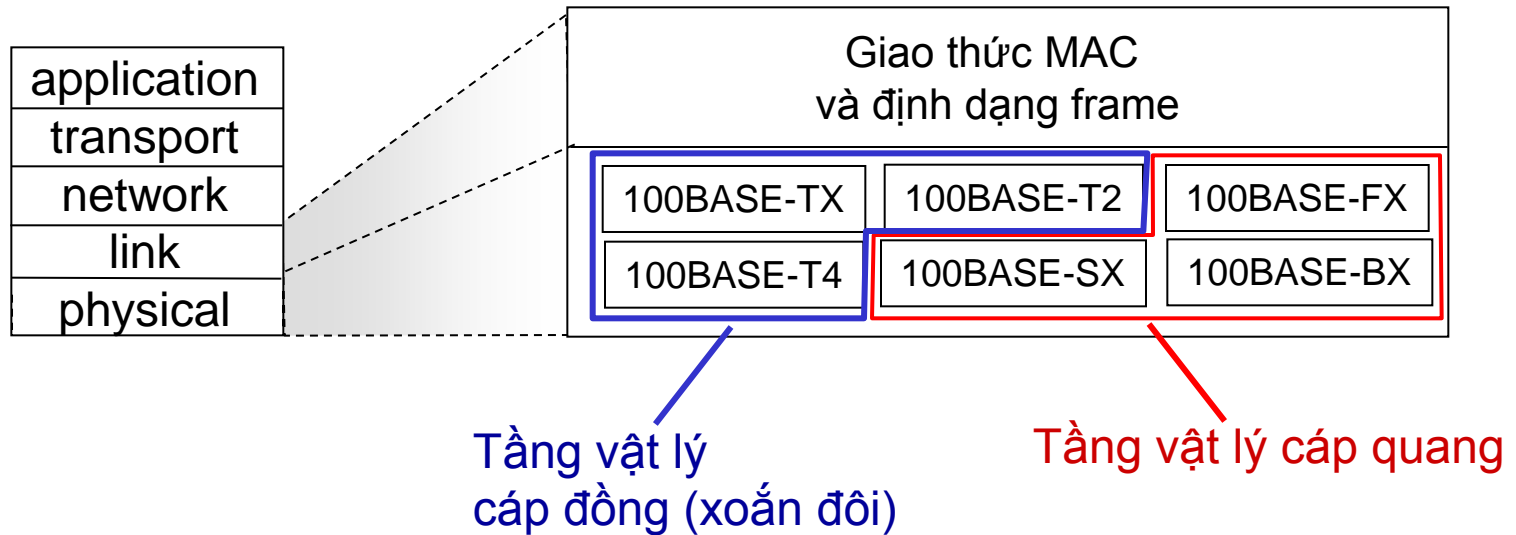 application
transport
network
link
physical
Giao thức MAC
và định dạng frame
100BASE-TX
100BASE-T2
100BASE-FX
100BASE-T4
100BASE-SX
100BASE-BX
Tầng vật lý
cáp đồng (xoắn đôi)
Tầng vật lý cáp quang